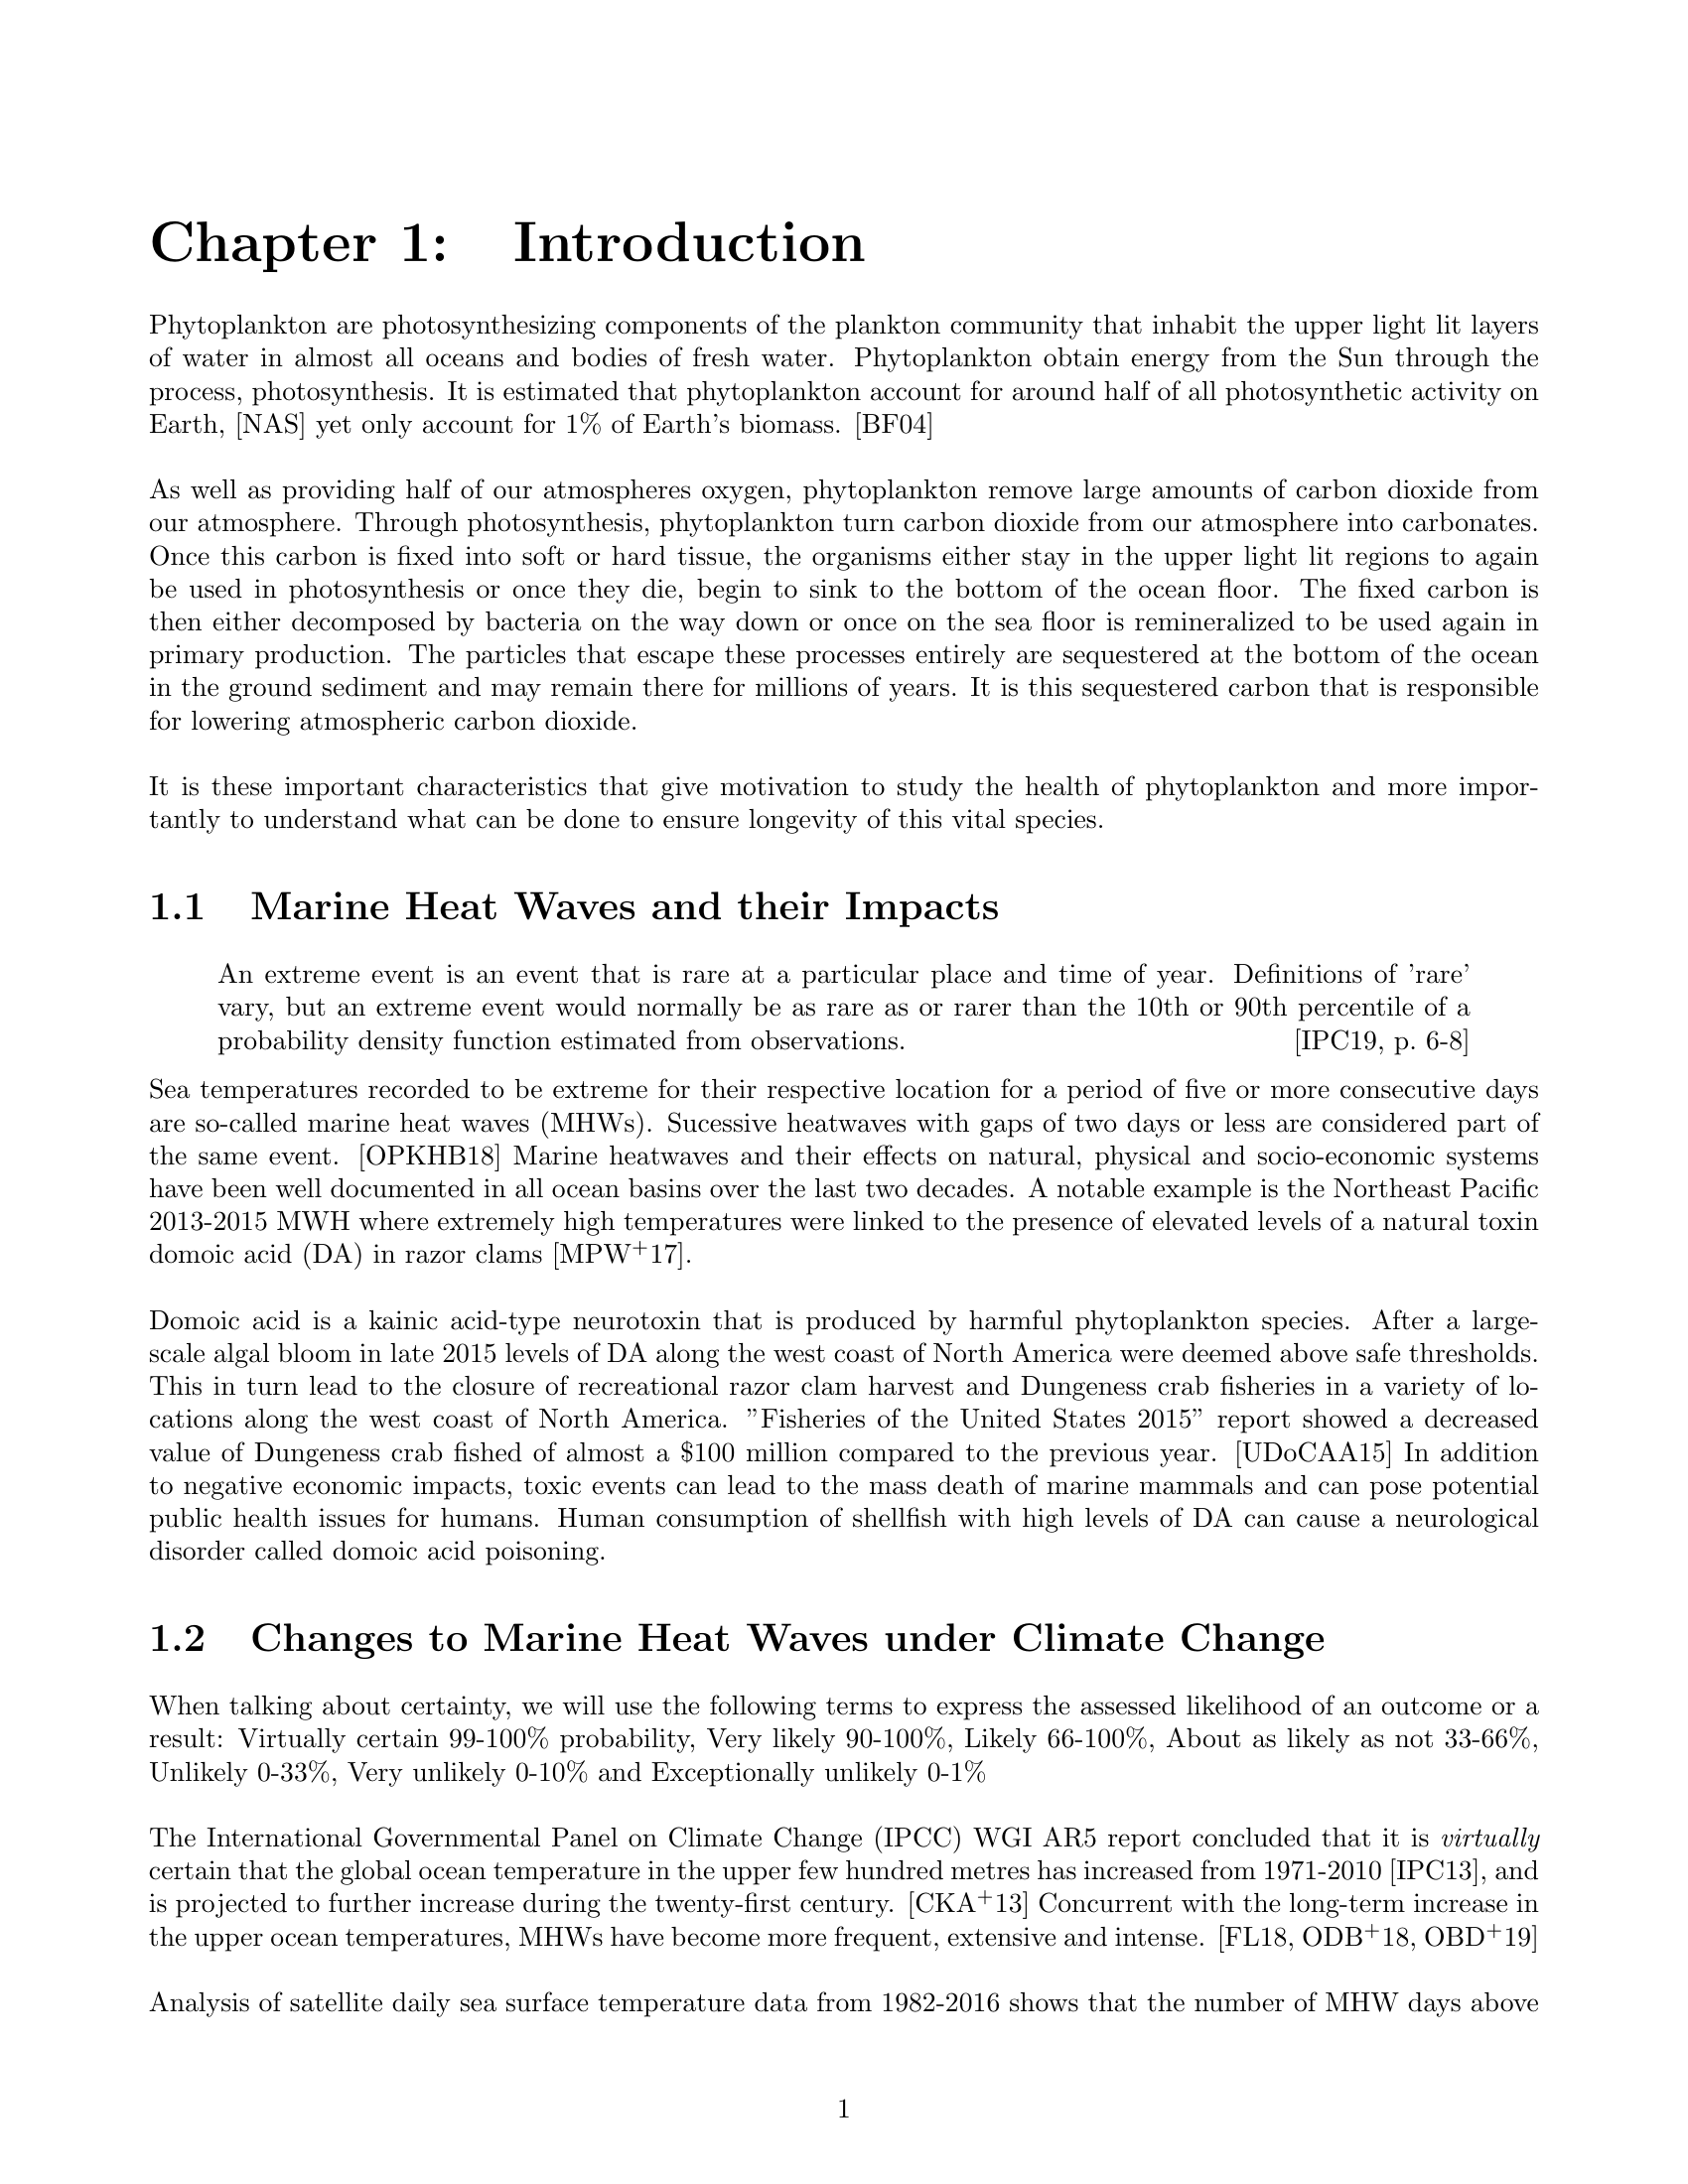 Chapter 1: Introduction
Phytoplankton are photosynthesizing components of the plankton community that inhabit the upper light lit layers
of water in almost all oceans and bodies of fresh water. Phytoplankton obtain energy from the Sun through the
process, photosynthesis. It is estimated that phytoplankton account for around half of all photosynthetic activity on
Earth, [NAS] yet only account for 1% of Earth's biomass. [BF04]
As well as providing half of our atmospheres oxygen, phytoplankton remove large amounts of carbon dioxide from
our atmosphere. Through photosynthesis, phytoplankton turn carbon dioxide from our atmosphere into carbonates.
Once this carbon is fixed into soft or hard tissue, the organisms either stay in the upper light lit regions to again
be used in photosynthesis or once they die, begin to sink to the bottom of the ocean floor. The fixed carbon is
then either decomposed by bacteria on the way down or once on the sea floor is remineralized to be used again in
primary production. The particles that escape these processes entirely are sequestered at the bottom of the ocean
in the ground sediment and may remain there for millions of years. It is this sequestered carbon that is responsible
for lowering atmospheric carbon dioxide.
It is these important characteristics that give motivation to study the health of phytoplankton and more impor-
tantly to understand what can be done to ensure longevity of this vital species.
1.1 Marine Heat Waves and their Impacts
An extreme event is an event that is rare at a particular place and time of year. Definitions of 'rare'
vary, but an extreme event would normally be as rare as or rarer than the 10th or 90th percentile of a
probability density function estimated from observations. [IPC19, p. 6-8]
Sea temperatures recorded to be extreme for their respective location for a period of five or more consecutive days
are so-called marine heat waves (MHWs). Sucessive heatwaves with gaps of two days or less are considered part of
the same event. [OPKHB18] Marine heatwaves and their effects on natural, physical and socio-economic systems
have been well documented in all ocean basins over the last two decades. A notable example is the Northeast Pacific
2013-2015 MWH where extremely high temperatures were linked to the presence of elevated levels of a natural toxin
domoic acid (DA) in razor clams [MPW+17].
Domoic acid is a kainic acid-type neurotoxin that is produced by harmful phytoplankton species. After a large-
scale algal bloom in late 2015 levels of DA along the west coast of North America were deemed above safe thresholds.
This in turn lead to the closure of recreational razor clam harvest and Dungeness crab fisheries in a variety of lo-
cations along the west coast of North America. "Fisheries of the United States 2015" report showed a decreased
value of Dungeness crab fished of almost a $100 million compared to the previous year. [UDoCAA15] In addition
to negative economic impacts, toxic events can lead to the mass death of marine mammals and can pose potential
public health issues for humans. Human consumption of shellfish with high levels of DA can cause a neurological
disorder called domoic acid poisoning.
1.2 Changes to Marine Heat Waves under Climate Change
When talking about certainty, we will use the following terms to express the assessed likelihood of an outcome or a
result: Virtually certain 99-100% probability, Very likely 90-100%, Likely 66-100%, About as likely as not 33-66%,
Unlikely 0-33%, Very unlikely 0-10% and Exceptionally unlikely 0-1%
The International Governmental Panel on Climate Change (IPCC) WGI AR5 report concluded that it is virtually
certain that the global ocean temperature in the upper few hundred metres has increased from 1971-2010 [IPC13], and
is projected to further increase during the twenty-first century. [CKA+13] Concurrent with the long-term increase in
the upper ocean temperatures, MHWs have become more frequent, extensive and intense. [FL18, ODB+18, OBD+19]
Analysis of satellite daily sea surface temperature data from 1982-2016 shows that the number of MHW days above
1